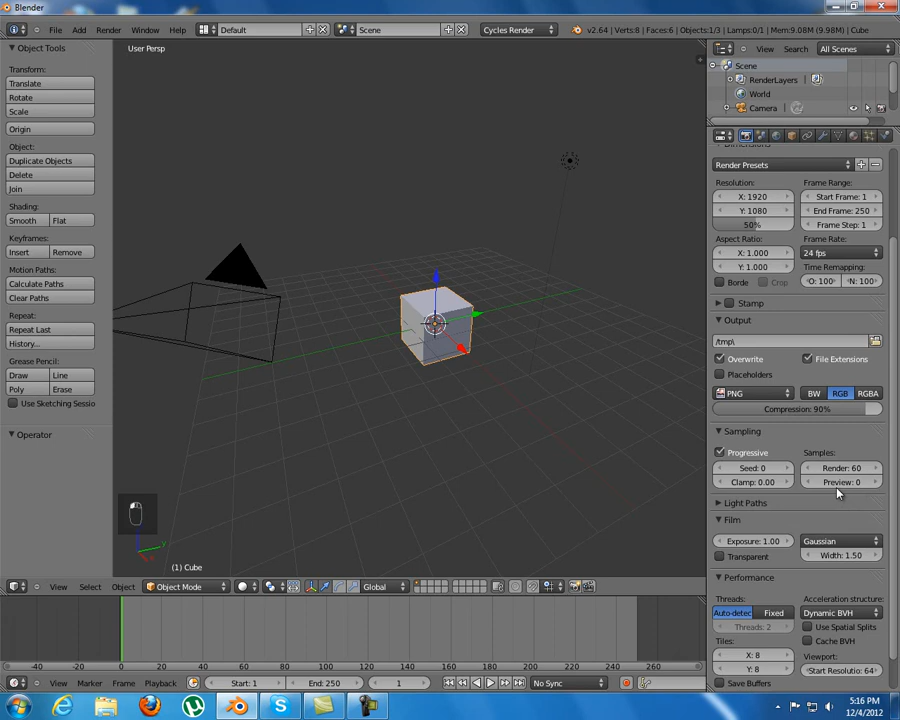 Blender
File Add Render Window Help Default Scene Cycles Render v2.64 | Verts:8 | Faces:6 | Objects:1/3 | Lamps:0/1 | Mem:9.08M (9.98M) | Cube
Object Tools
User Persp
View Search All Scenes
Scene
RenderLayers
World
Camera
Transform:
Translate
Rotate
Scale
Origin
Object:
Duplicate Objects
Delete
Join
Shading:
Smooth Flat
Keyframes:
Insert Remove
Motion Paths:
Calculate Paths
Clear Paths
Repeat:
Repeat Last
History...
Grease Pencil:
Draw Line
Poly Erase
Use Sketching Sessio
Operator
(1) Cube
Dimensions
Render Presets
Resolution: Frame Range:
X: 1920 Start Frame: 1
Y: 1080 End Frame: 250
50% Frame Step: 1
Aspect Ratio: Frame Rate:
X: 1.000 24 fps
Y: 1.000 Time Remapping:
Borde Crop O: 100 N: 100
Stamp
Output
/tmp\
Overwrite File Extensions
Placeholders
PNG BW RGB RGBA
Compression: 90%
Sampling
Progressive Samples:
Seed: 0 Render: 60
Clamp: 0.00 Preview: 0
Light Paths
Film
Exposure: 1.00 Gaussian
Transparent Width: 1.50
Performance
Threads: Acceleration structure:
Auto-detec Fixed Dynamic BVH
Threads: 2 Use Spatial Splits
Tiles: Cache BVH
X: 8 Viewport:
Y: 8 Start Resolutio: 64
Save Buffers
View Select Object Object Mode Global
-40 -20 0 20 40 60 80 100 120 140 160 180 200 220 240 260
View Marker Frame Playback Start: 1 End: 250 1 No Sync
5:16 PM
12/4/2012